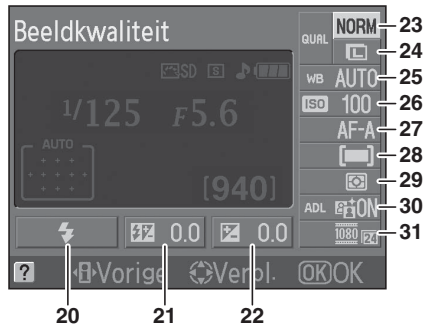 Beeldkwaliteit
QUAL NORM 23
L 24
SD S
WB AUTO 25
ISO 100 26
1/125 F5.6
AF-A 27
AUTO
28
29
[940]
ADL ON 30
1080 24 31
0.0 0.0
? Vorige Verpl. OK OK
20 21 22